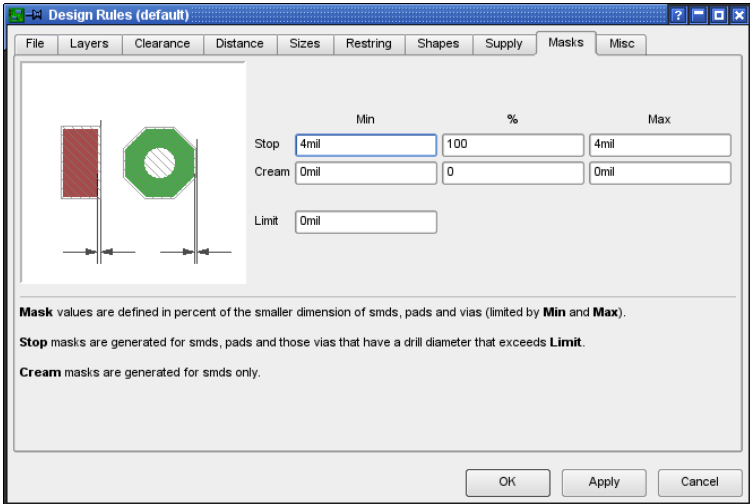 Design Rules (default)
File Layers Clearance Distance Sizes Restring Shapes Supply Masks Misc
Min % Max
Stop 4mil 100 4mil
Cream 0mil 0 0mil
Limit 0mil
Mask values are defined in percent of the smaller dimension of smds, pads and vias (limited by Min and Max).
Stop masks are generated for smds, pads and those vias that have a drill diameter that exceeds Limit.
Cream masks are generated for smds only.
OK Apply Cancel